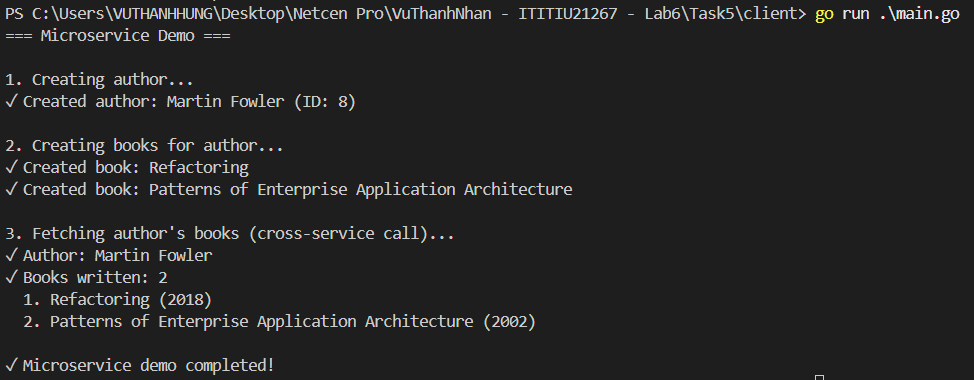 PS C:\Users\VUTHANHHUNG\Desktop\Netcen Pro\VuThanhNhan - ITITIU21267 - Lab6\Task5\client> go run .\main.go
=== Microservice Demo ===
1. Creating author...
✓ Created author: Martin Fowler (ID: 8)
2. Creating books for author...
✓ Created book: Refactoring
✓ Created book: Patterns of Enterprise Application Architecture
3. Fetching author's books (cross-service call)...
✓ Author: Martin Fowler
✓ Books written: 2
1. Refactoring (2018)
2. Patterns of Enterprise Application Architecture (2002)
✓ Microservice demo completed!